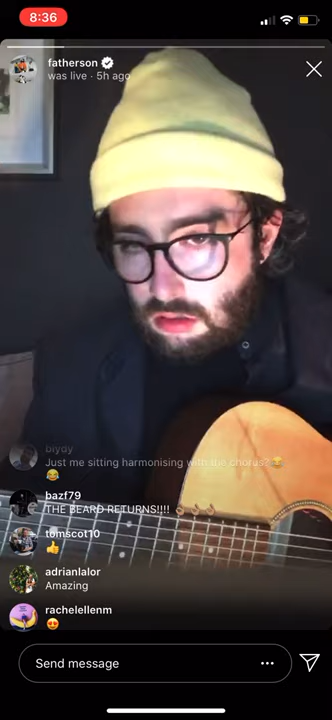 8:36
fatherson
was live · 5h ago
blydy
Just me sitting harmonising with the chorus?😂
😂
bazf79
THE BEARD RETURNS!!!! 👏🏻👏🏻👏🏻
tomscot10
👍
adrianlalor
Amazing
rachelellenm
😍
Send message